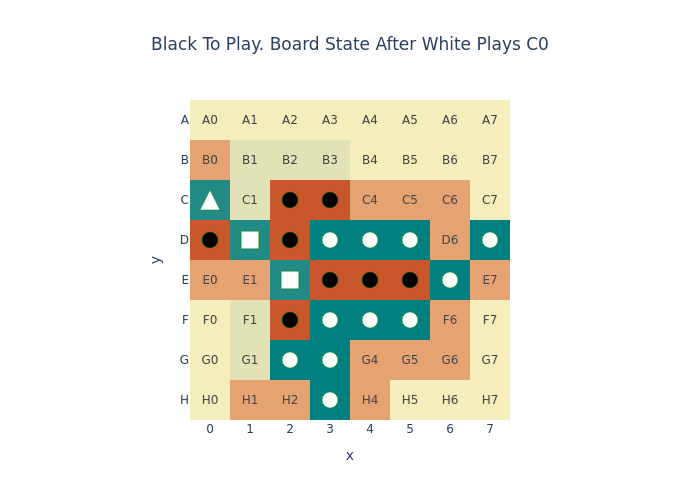 Black To Play. Board State After White Plays C0
A A0 A1 A2 A3 A4 A5 A6 A7
B B0 B1 B2 B3 B4 B5 B6 B7
C C1 C4 C5 C6 C7
D D6
E E0 E1 E7
F F0 F1 F6 F7
G G0 G1 G4 G5 G6 G7
H H0 H1 H2 H4 H5 H6 H7
0 1 2 3 4 5 6 7
x
y